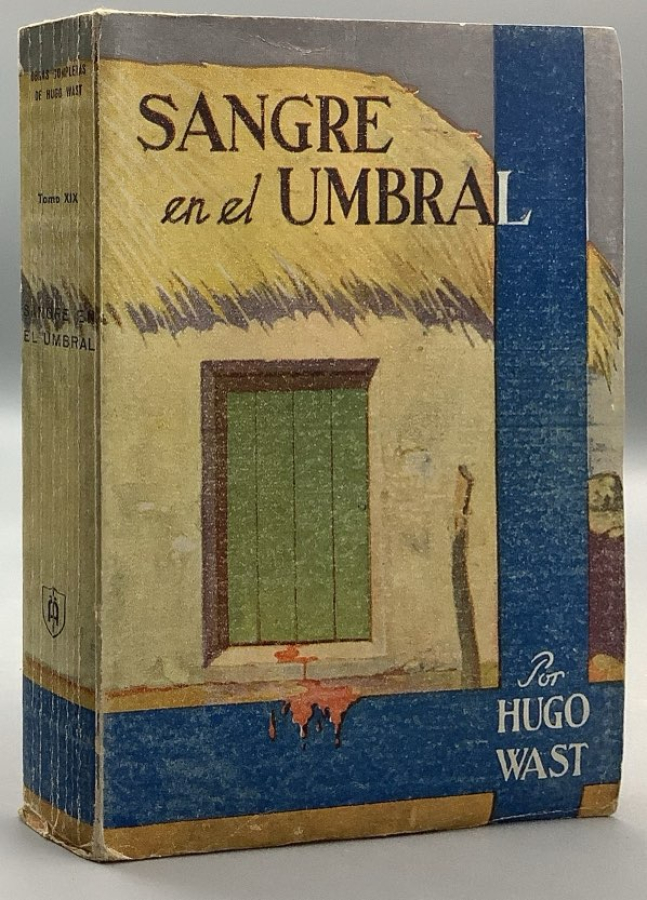 OBRAS COMPLETAS
DE HUGO WAST
Tomo XIX
SANGRE EN
EL UMBRAL
SANGRE
en el UMBRAL
Por
HUGO
WAST